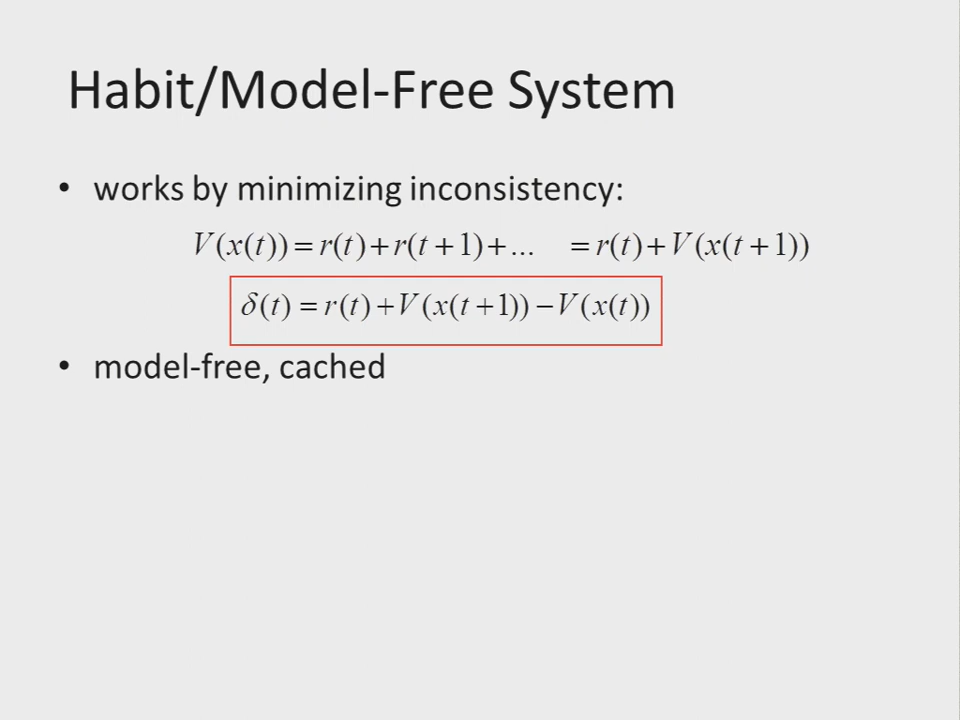 Habit/Model-Free System
• works by minimizing inconsistency:
V(x(t)) = r(t) + r(t + 1) + ... = r(t) + V(x(t + 1))
δ(t) = r(t) + V(x(t + 1)) − V(x(t))
• model-free, cached